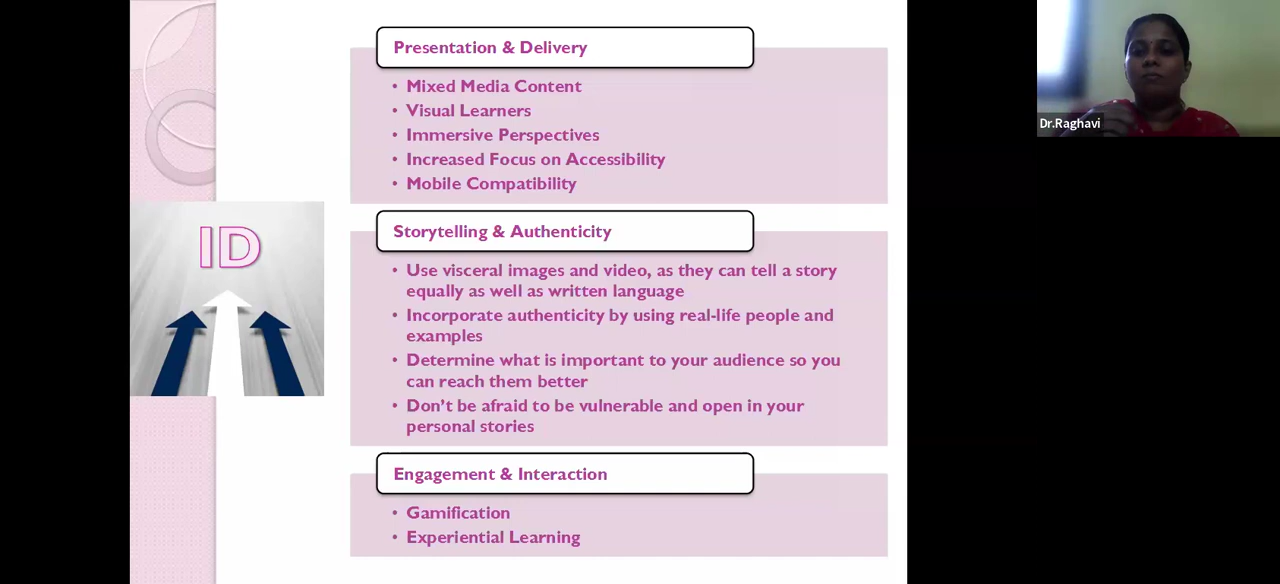 Presentation & Delivery
• Mixed Media Content
• Visual Learners
• Immersive Perspectives
• Increased Focus on Accessibility
• Mobile Compatibility
ID
Storytelling & Authenticity
• Use visceral images and video, as they can tell a story
equally as well as written language
• Incorporate authenticity by using real-life people and
examples
• Determine what is important to your audience so you
can reach them better
• Don’t be afraid to be vulnerable and open in your
personal stories
Engagement & Interaction
• Gamification
• Experiential Learning
Dr.Raghavi